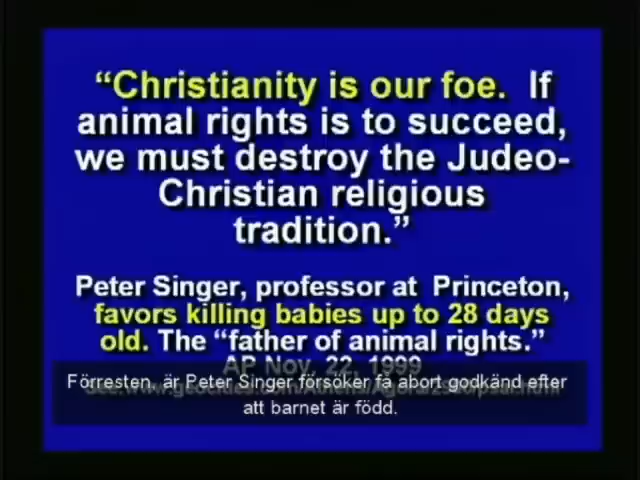 “Christianity is our foe. If
animal rights is to succeed,
we must destroy the Judeo-
Christian religious
tradition.”
Peter Singer, professor at Princeton,
favors killing babies up to 28 days
old. The “father of animal rights.”
AP Nov. 22, 1999
Förresten, är Peter Singer försöker få abort godkänd efter
att barnet är född.